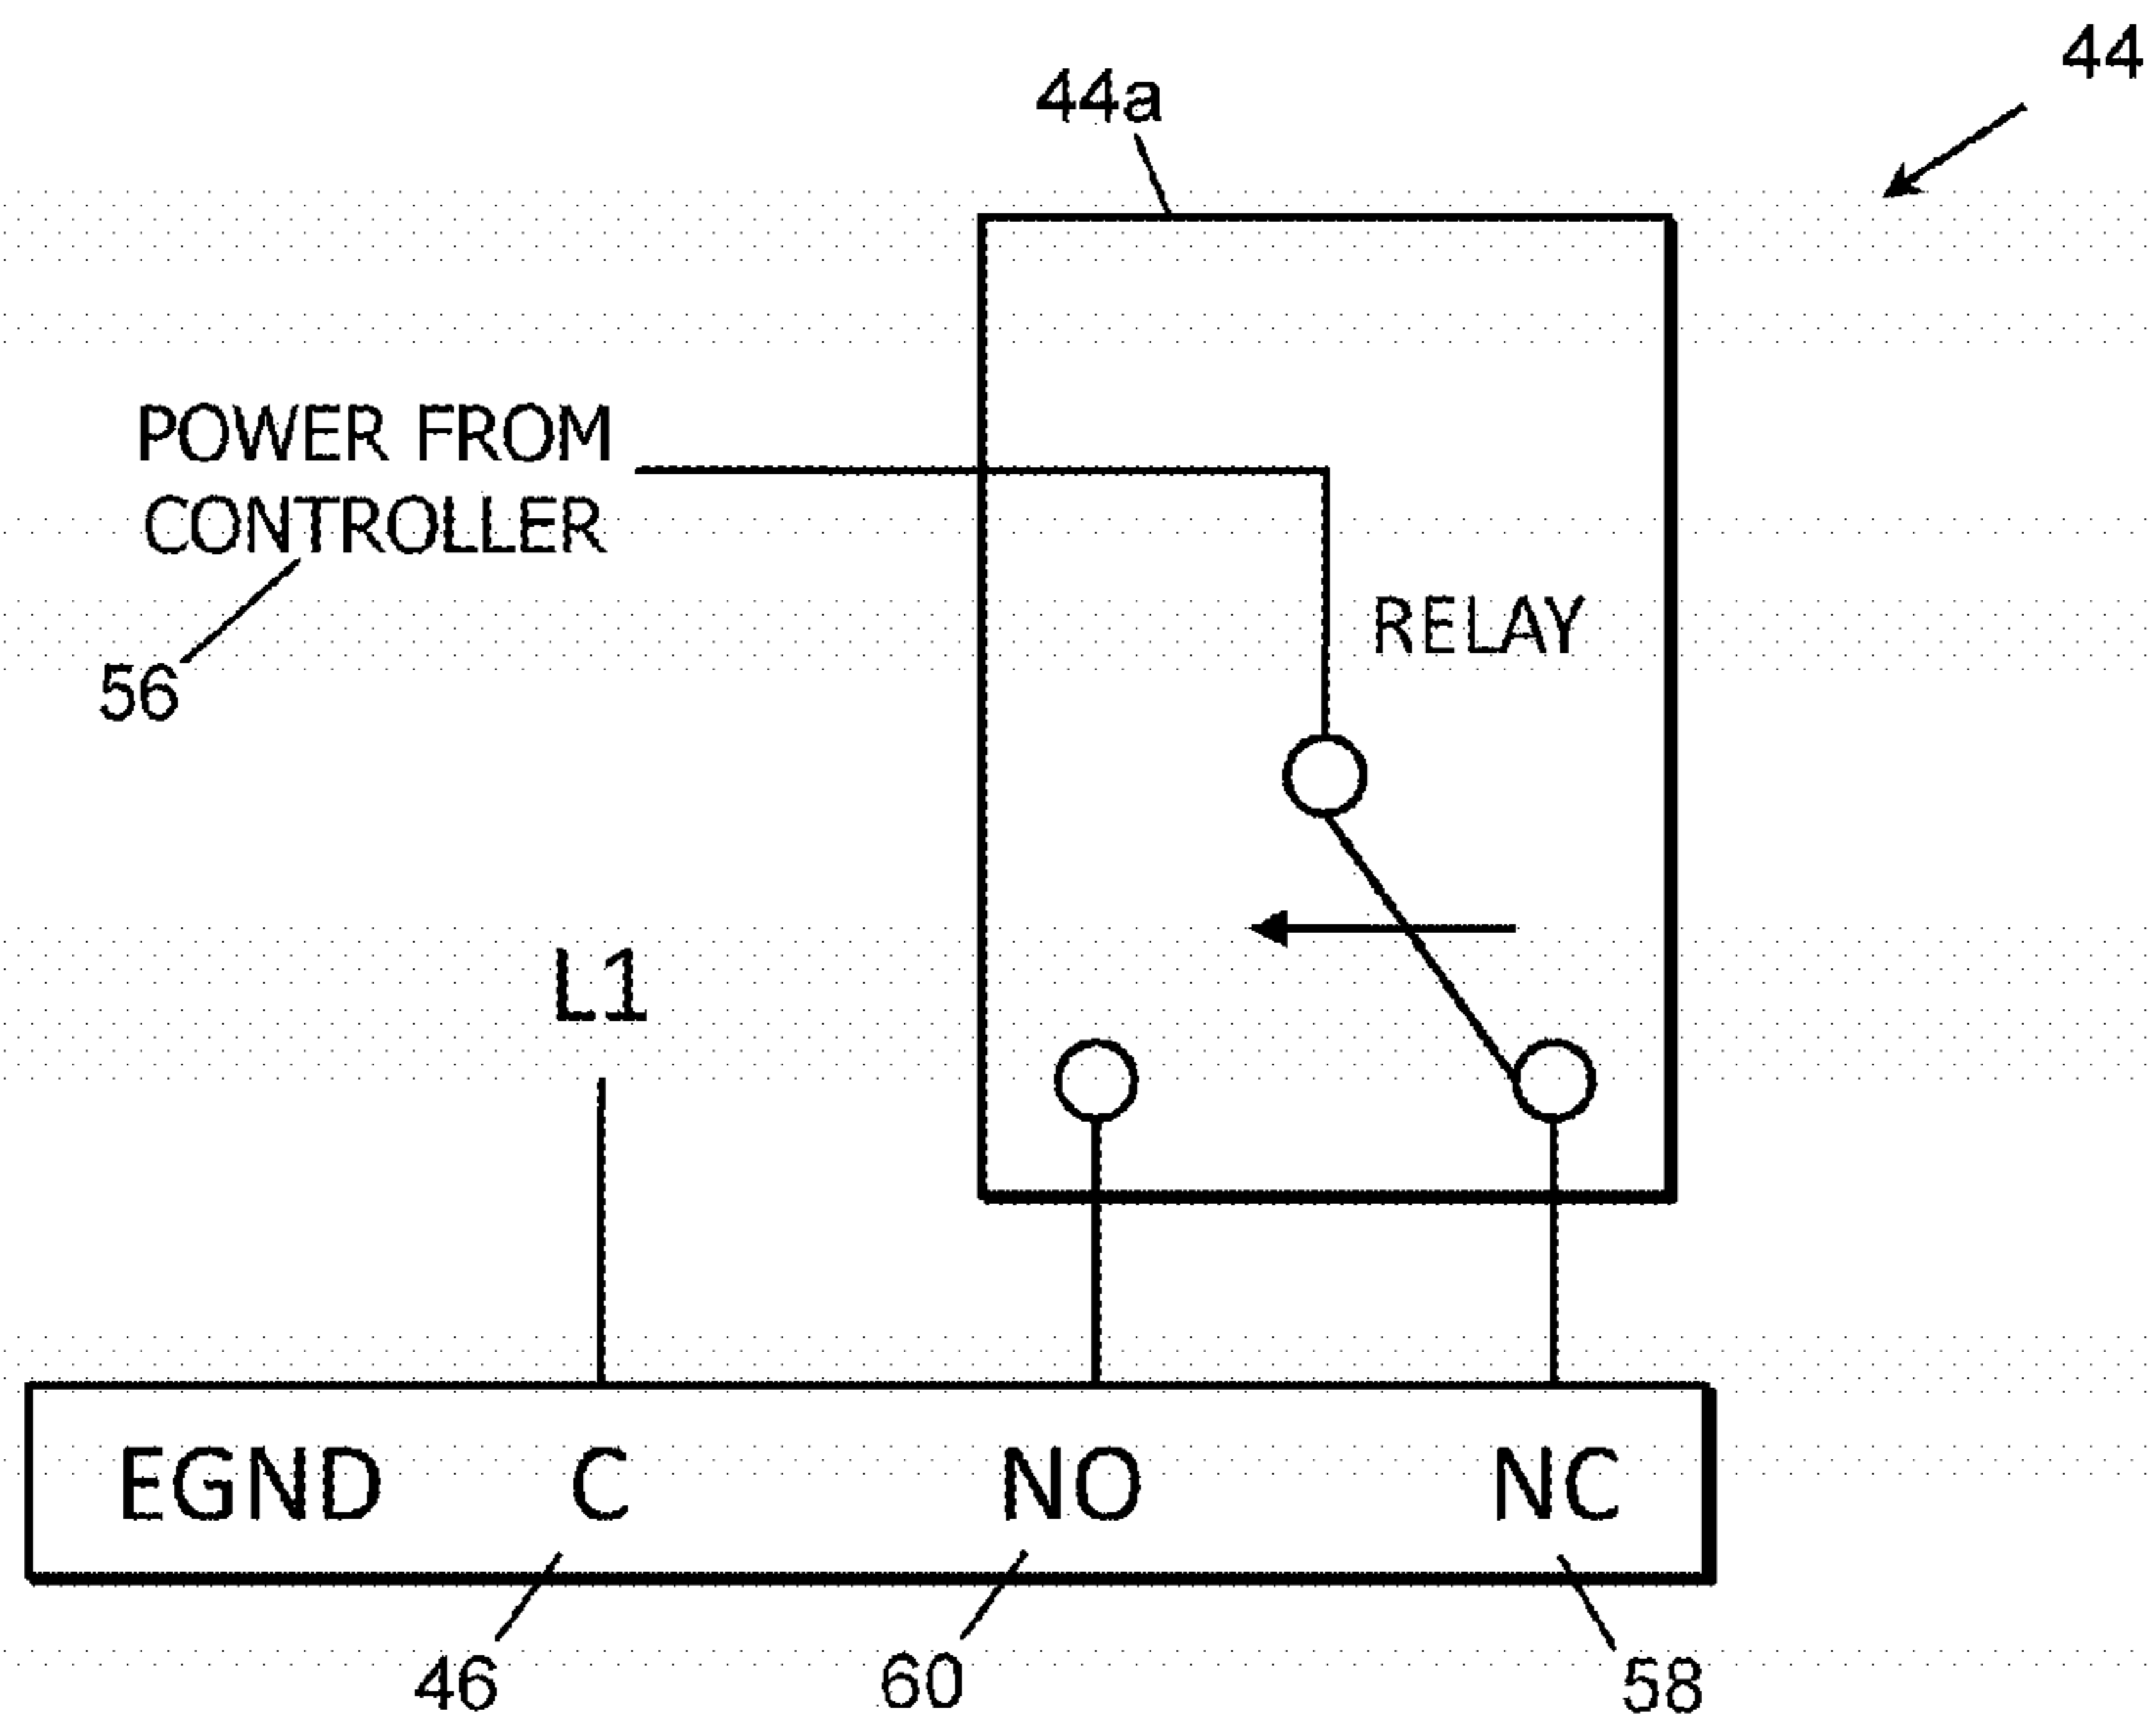 44
44a
POWER FROM
CONTROLLER
56
RELAY
L1
EGND C NO NC
46 60 58